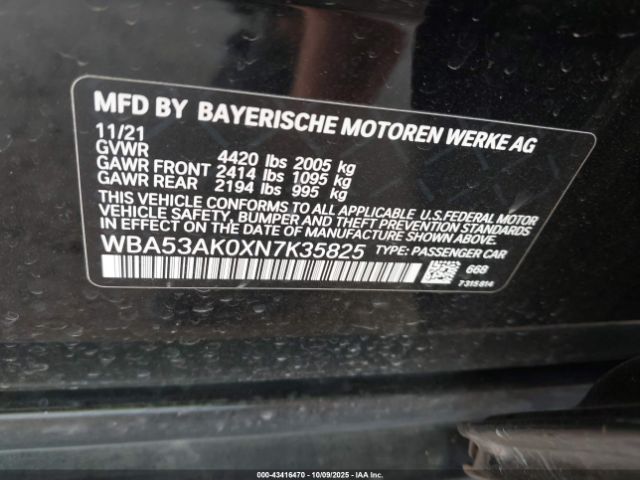 MFD BY BAYERISCHE MOTOREN WERKE AG
11/21
GVWR 4420 lbs 2005 kg
GAWR FRONT 2414 lbs 1095 kg
GAWR REAR 2194 lbs 995 kg
THIS VEHICLE CONFORMS TO ALL APPLICABLE U.S.FEDERAL MOTOR
VEHICLE SAFETY, BUMPER AND THEFT PREVENTION STANDARDS
IN EFFECT ON THE DATE OF MANUFACTURE SHOWN ABOVE.
WBA53AK0XN7K35825 TYPE: PASSENGER CAR
668
7315814
000-43416470 - 10/09/2025 - IAA Inc.